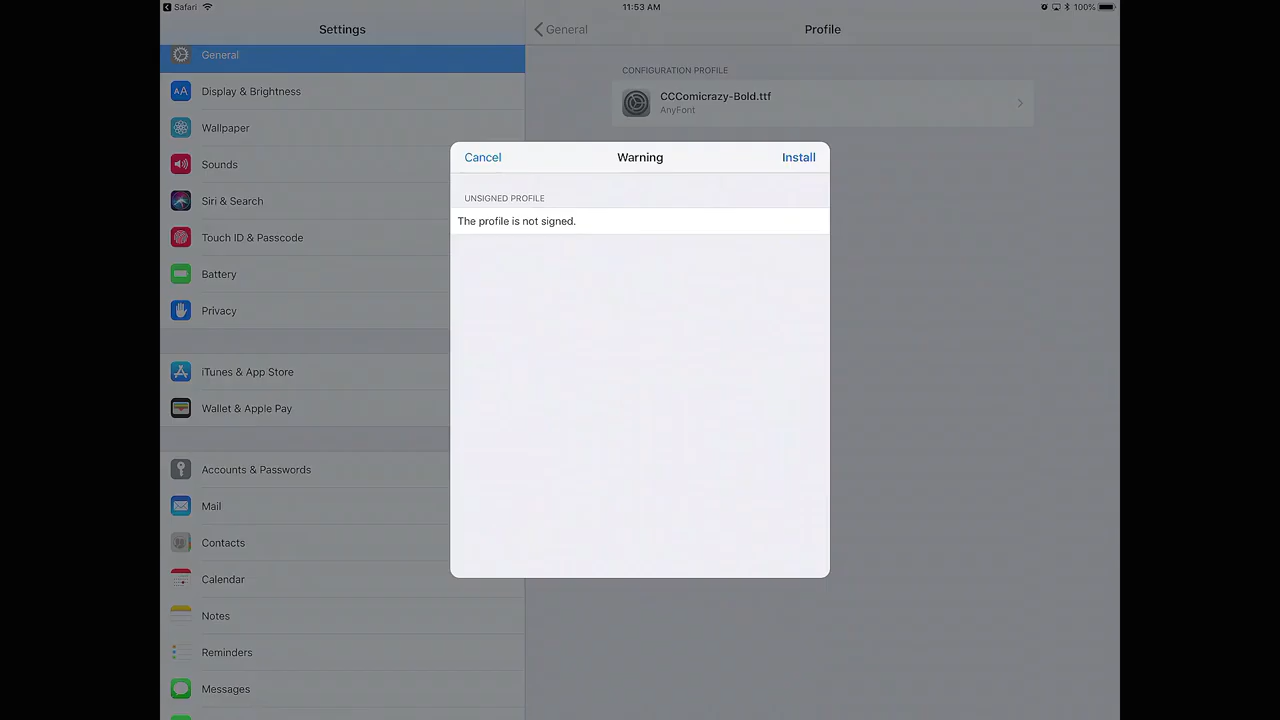 Safari
11:53 AM
100%
Settings
General
Profile
General
Display & Brightness
Wallpaper
Sounds
Siri & Search
Touch ID & Passcode
Battery
Privacy
iTunes & App Store
Wallet & Apple Pay
Accounts & Passwords
Mail
Contacts
Calendar
Notes
Reminders
Messages
CONFIGURATION PROFILE
CCComicrazy-Bold.ttf
AnyFont
Cancel
Warning
Install
UNSIGNED PROFILE
The profile is not signed.